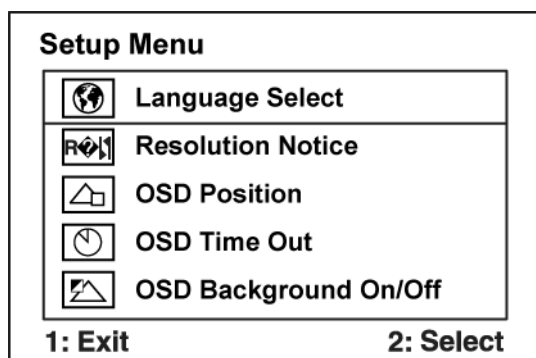 Setup Menu
Language Select
Resolution Notice
OSD Position
OSD Time Out
OSD Background On/Off
1: Exit 2: Select